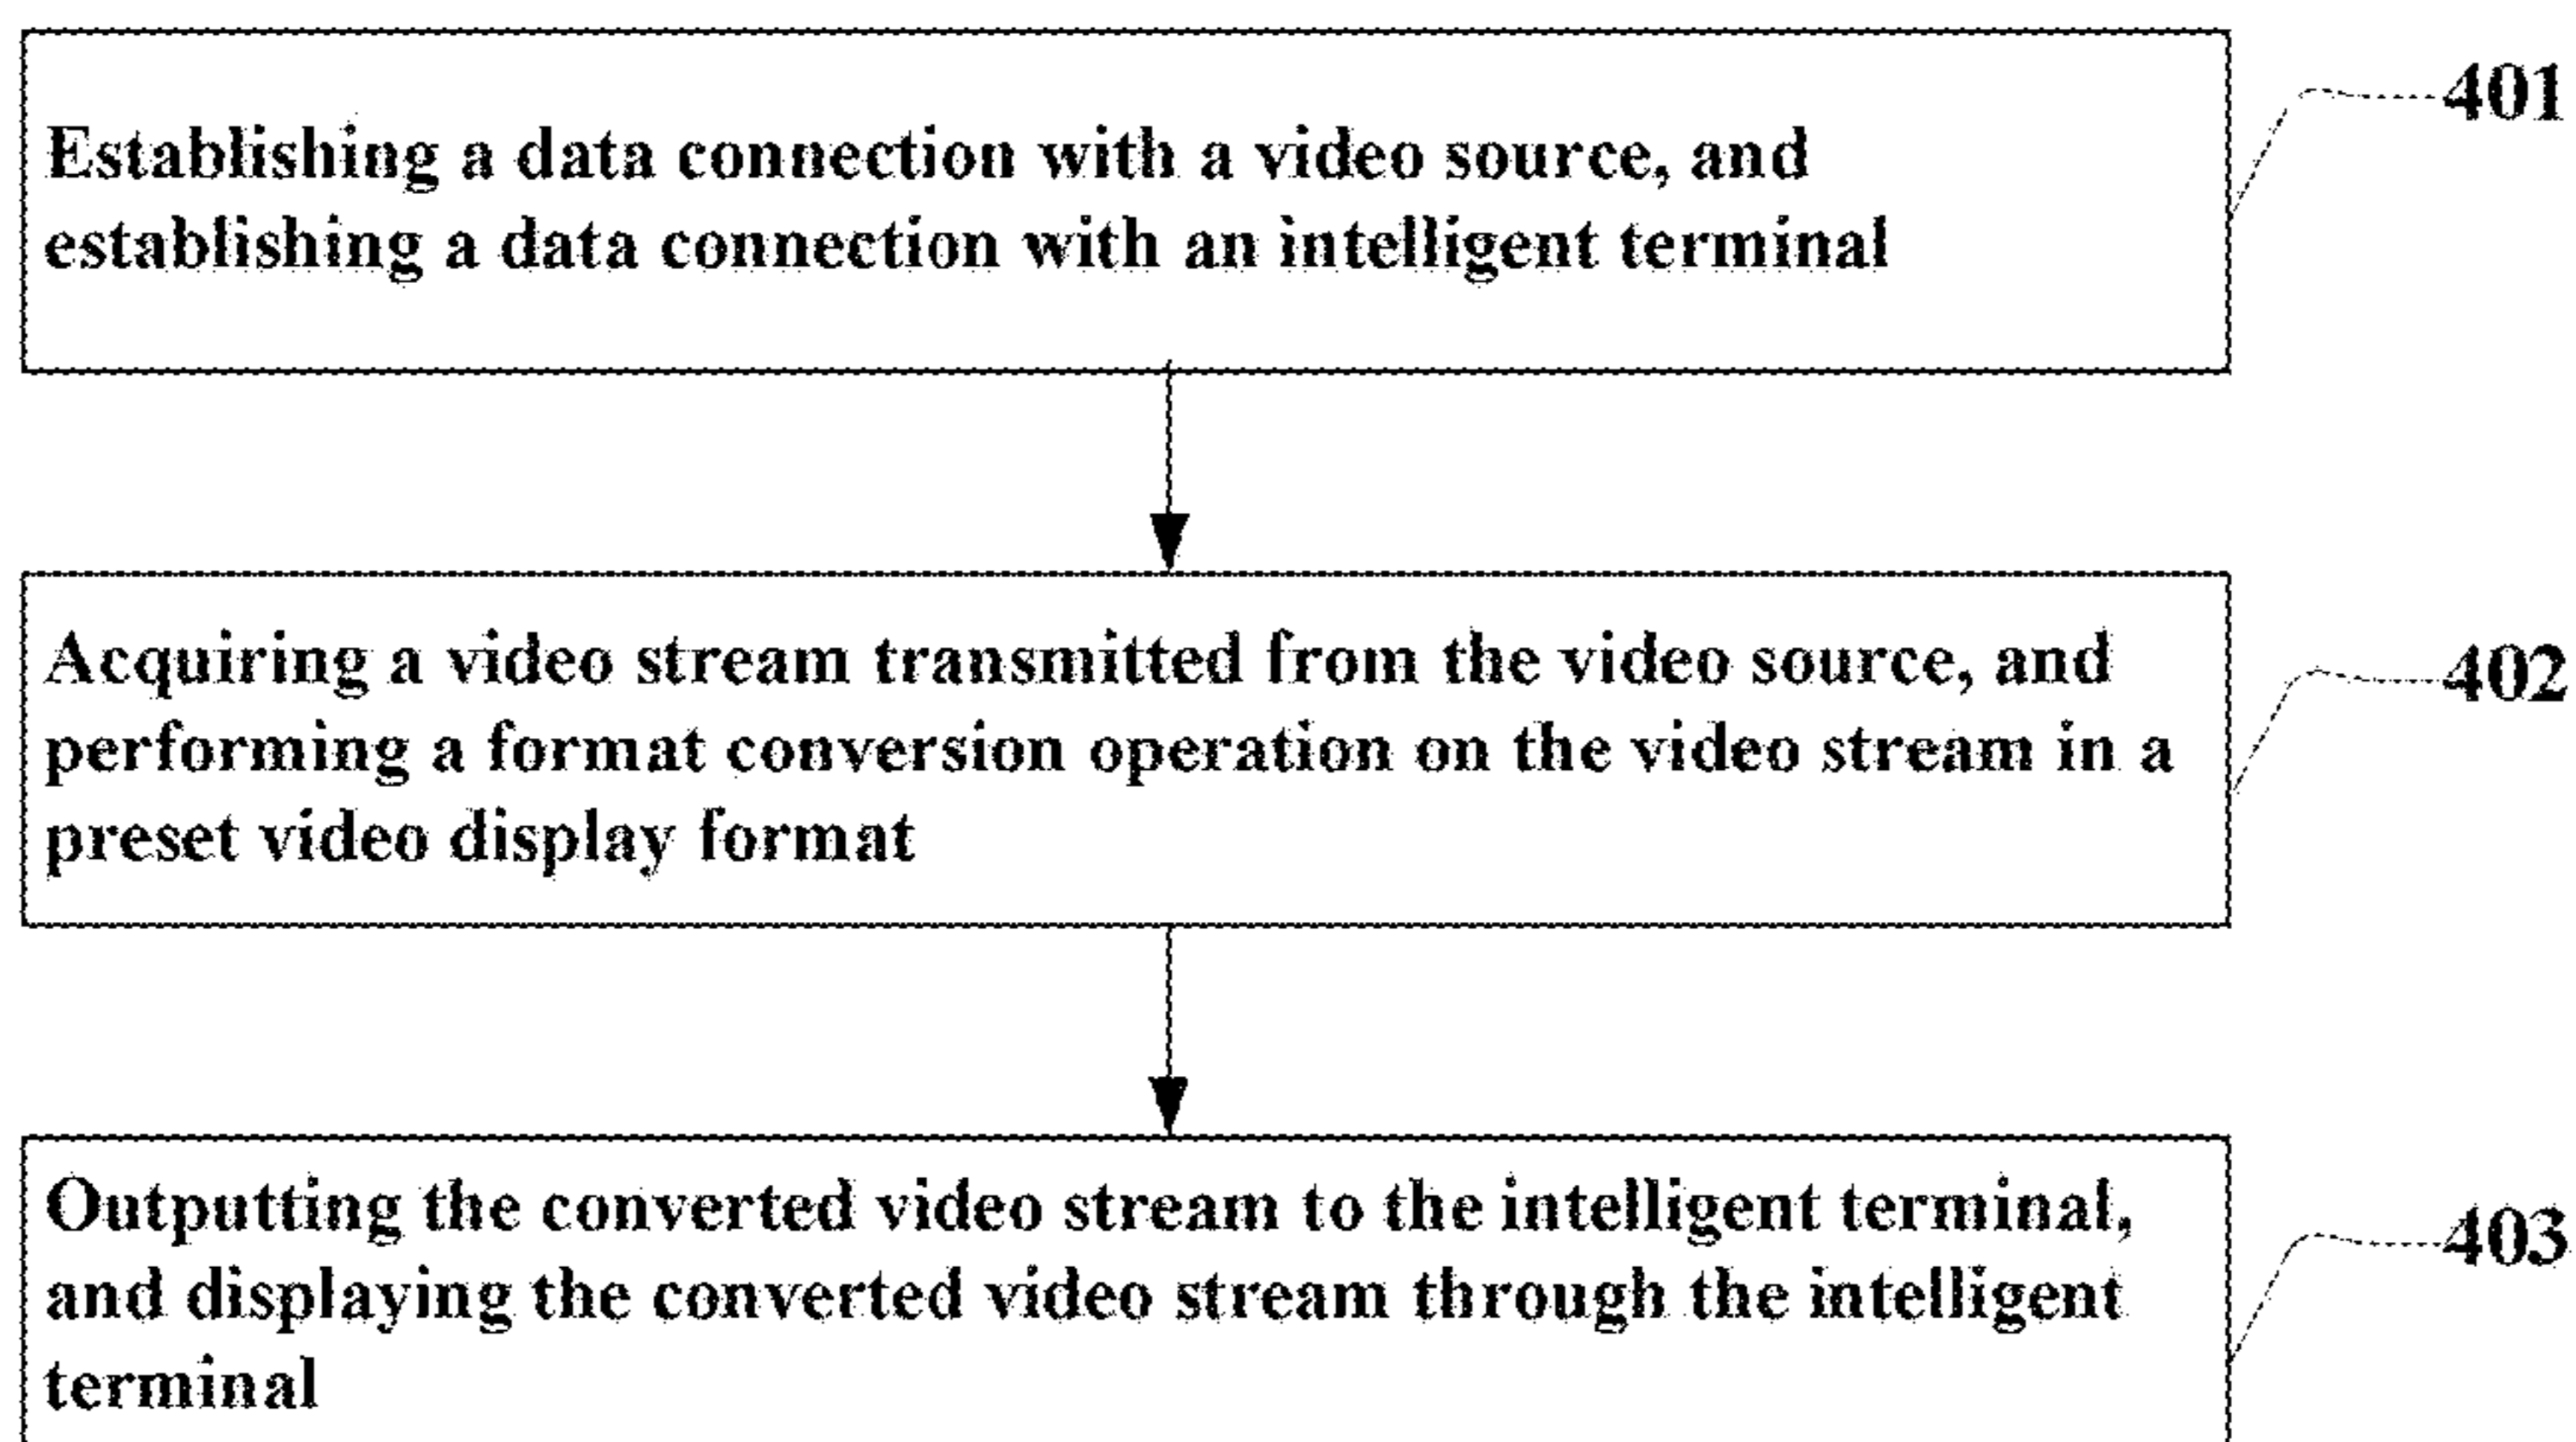 Establishing a data connection with a video source, and
establishing a data connection with an intelligent terminal
401
Acquiring a video stream transmitted from the video source, and
performing a format conversion operation on the video stream in a
preset video display format
402
Outputting the converted video stream to the intelligent terminal,
and displaying the converted video stream through the intelligent
terminal
403